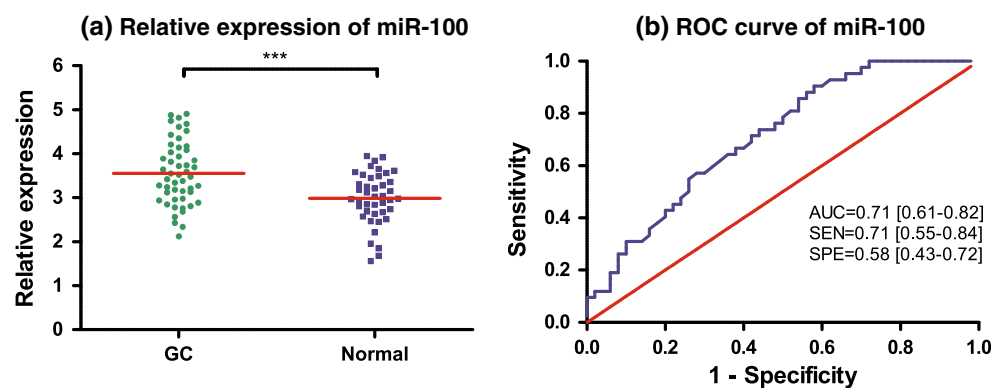 (a) Relative expression of miR-100
***
Relative expression
6
5
4
3
2
1
0
GC
Normal
(b) ROC curve of miR-100
Sensitivity
1.0
0.8
0.6
0.4
0.2
0.0
AUC=0.71 [0.61-0.82]
SEN=0.71 [0.55-0.84]
SPE=0.58 [0.43-0.72]
0.0 0.2 0.4 0.6 0.8 1.0
1 - Specificity